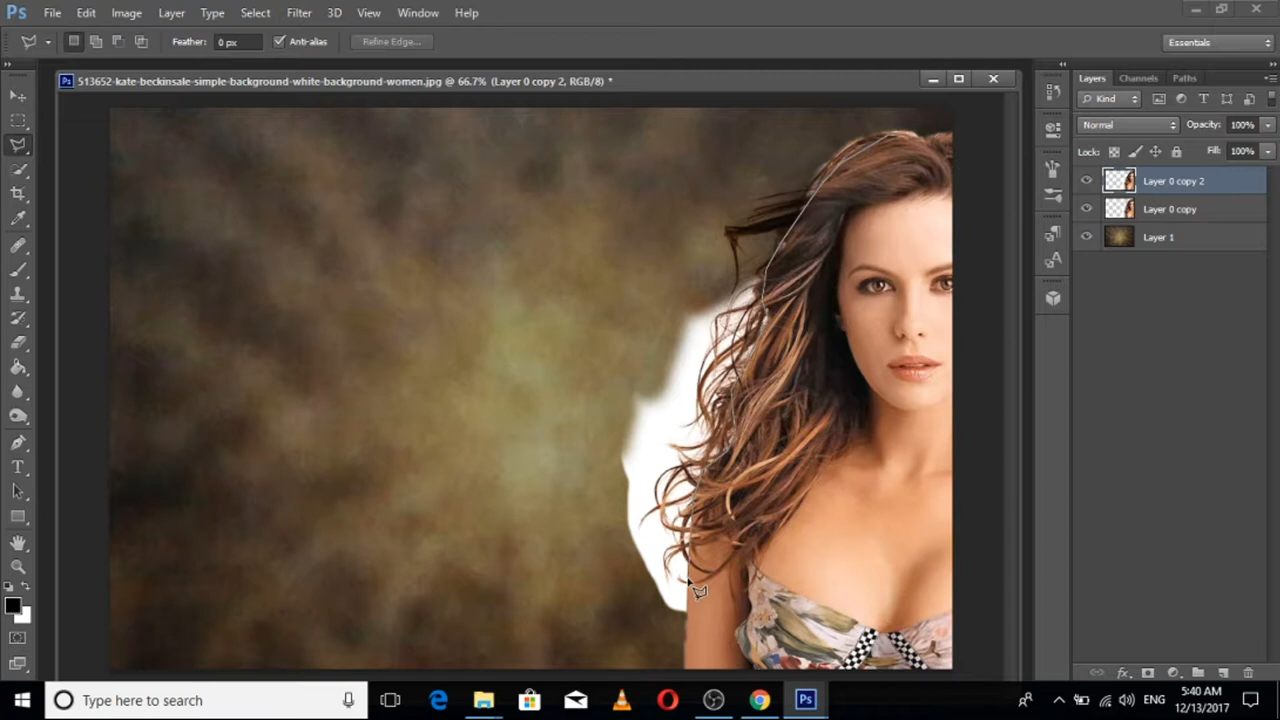 Ps File Edit Image Layer Type Select Filter 3D View Window Help
Feather: 0 px Anti-alias Refine Edge... Essentials
Ps 513652-kate-beckinsale-simple-background-white-background-women.jpg @ 66.7% (Layer 0 copy 2, RGB/8) *
Layers Channels Paths
Kind
Normal Opacity: 100%
Lock: Fill: 100%
Layer 0 copy 2
Layer 0 copy
Layer 1
Type here to search
Ps
ENG
5:40 AM
12/13/2017